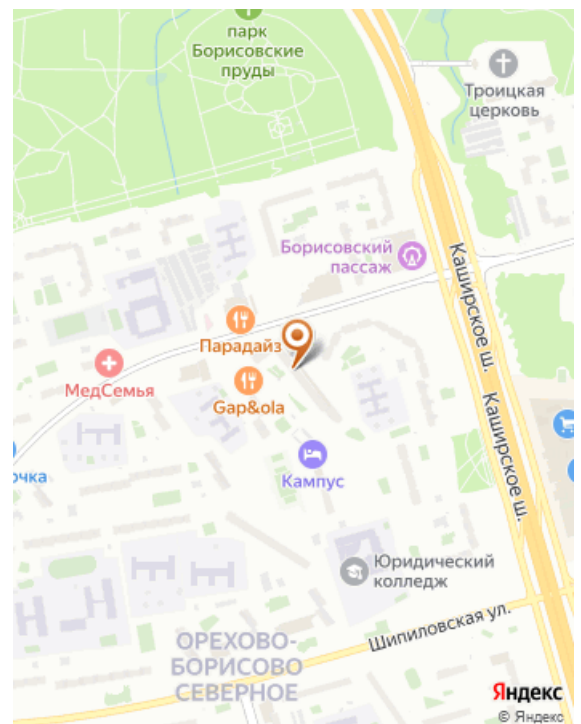 парк
Борисовские
пруды
Троицкая
церковь
Борисовский
пассаж
Каширское ш.
Парадайз
МедСемья
Gap&ola
Каширское ш.
очка
Кампус
Юридический
колледж
Шипиловская ул.
ОРЕХОВО-
БОРИСОВО
СЕВЕРНОЕ
Яндекс
© Яндекс